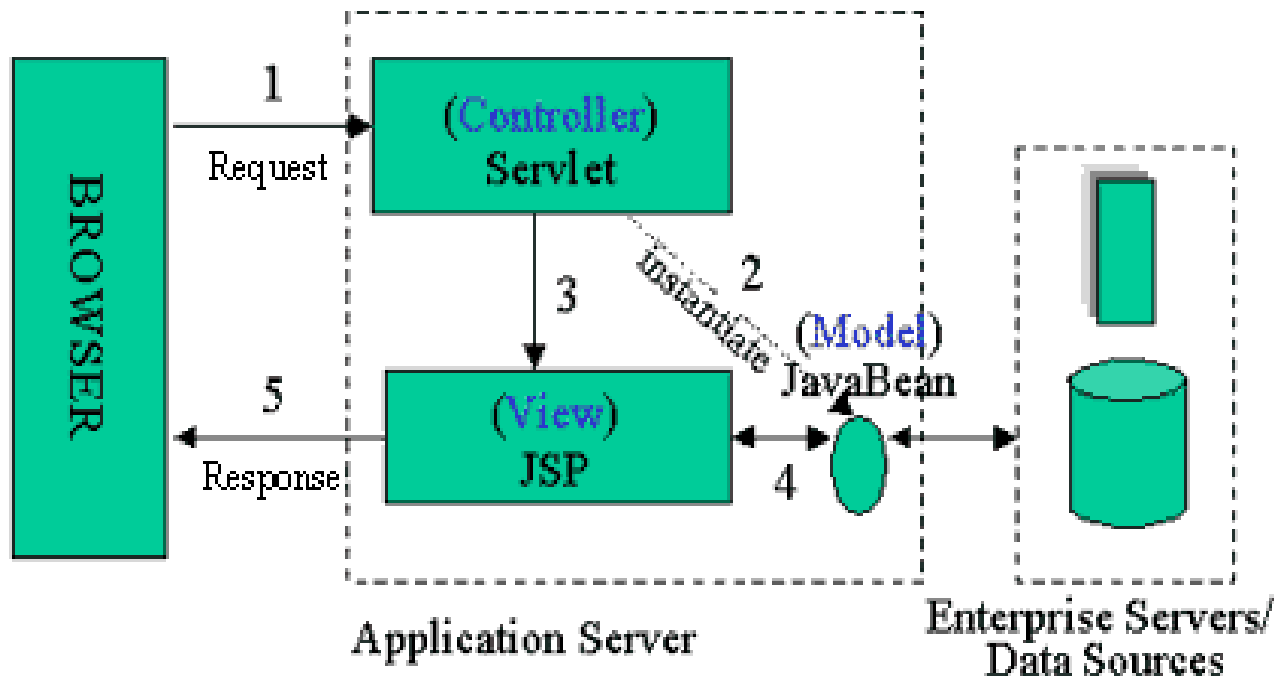 1
Request
BROWSER
(Controller)
Servlet
2
instantiate
3
(Model)
JavaBean
5
Response
(View)
JSP
4
Application Server
Enterprise Servers/
Data Sources